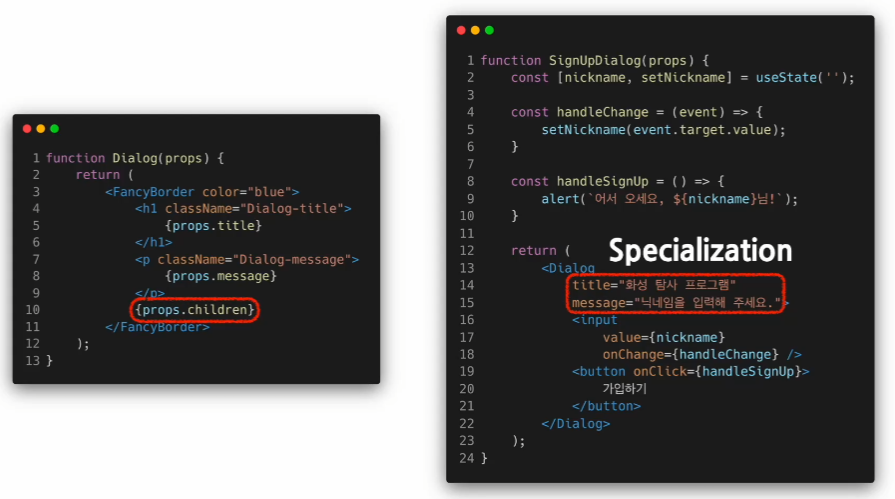 1 function Dialog(props) {
2 return (
3 <FancyBorder color="blue">
4 <h1 className="Dialog-title">
5 {props.title}
6 </h1>
7 <p className="Dialog-message">
8 {props.message}
9 </p>
10 {props.children}
11 </FancyBorder>
12 );
13 }
1 function SignUpDialog(props) {
2 const [nickname, setNickname] = useState('');
3
4 const handleChange = (event) => {
5 setNickname(event.target.value);
6 }
7
8 const handleSignUp = () => {
9 alert(`어서 오세요, ${nickname}님!`);
10 }
11
12 return (
Specialization
13 <Dialog
14 title="화성 탐사 프로그램"
15 message="닉네임을 입력해 주세요.">
16 <input
17 value={nickname}
18 onChange={handleChange} />
19 <button onClick={handleSignUp}>
20 가입하기
21 </button>
22 </Dialog>
23 );
24 }